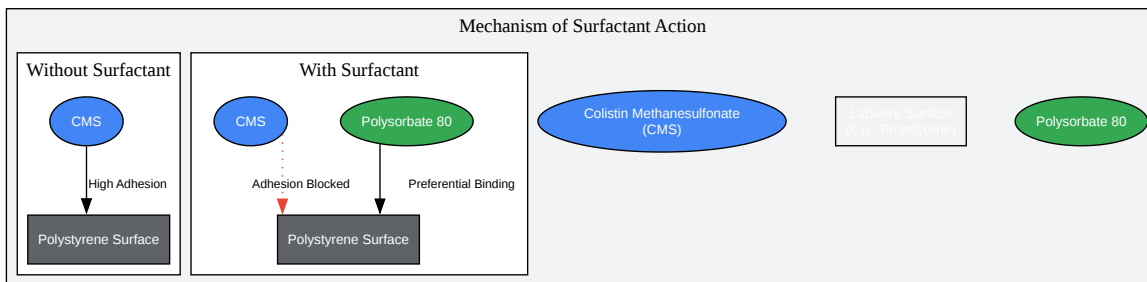 Mechanism of Surfactant Action
Without Surfactant
With Surfactant
CMS
CMS
Polysorbate 80
Colistin Methanesulfonate
(CMS)
Labware Surface
(e.g., Polystyrene)
Polysorbate 80
High Adhesion
Adhesion Blocked
Preferential Binding
Polystyrene Surface
Polystyrene Surface